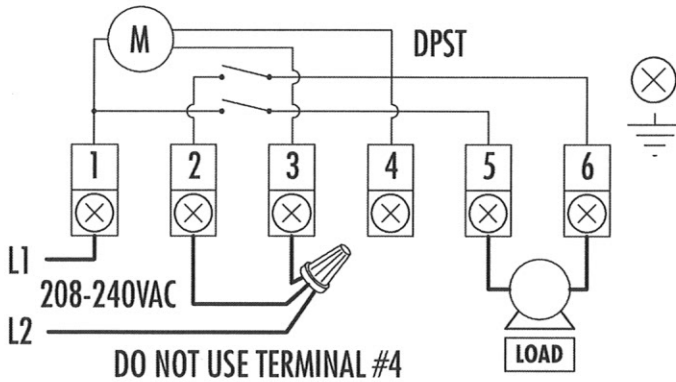 M
DPST
1 2 3 4 5 6
L1
208-240VAC
L2
DO NOT USE TERMINAL #4
LOAD